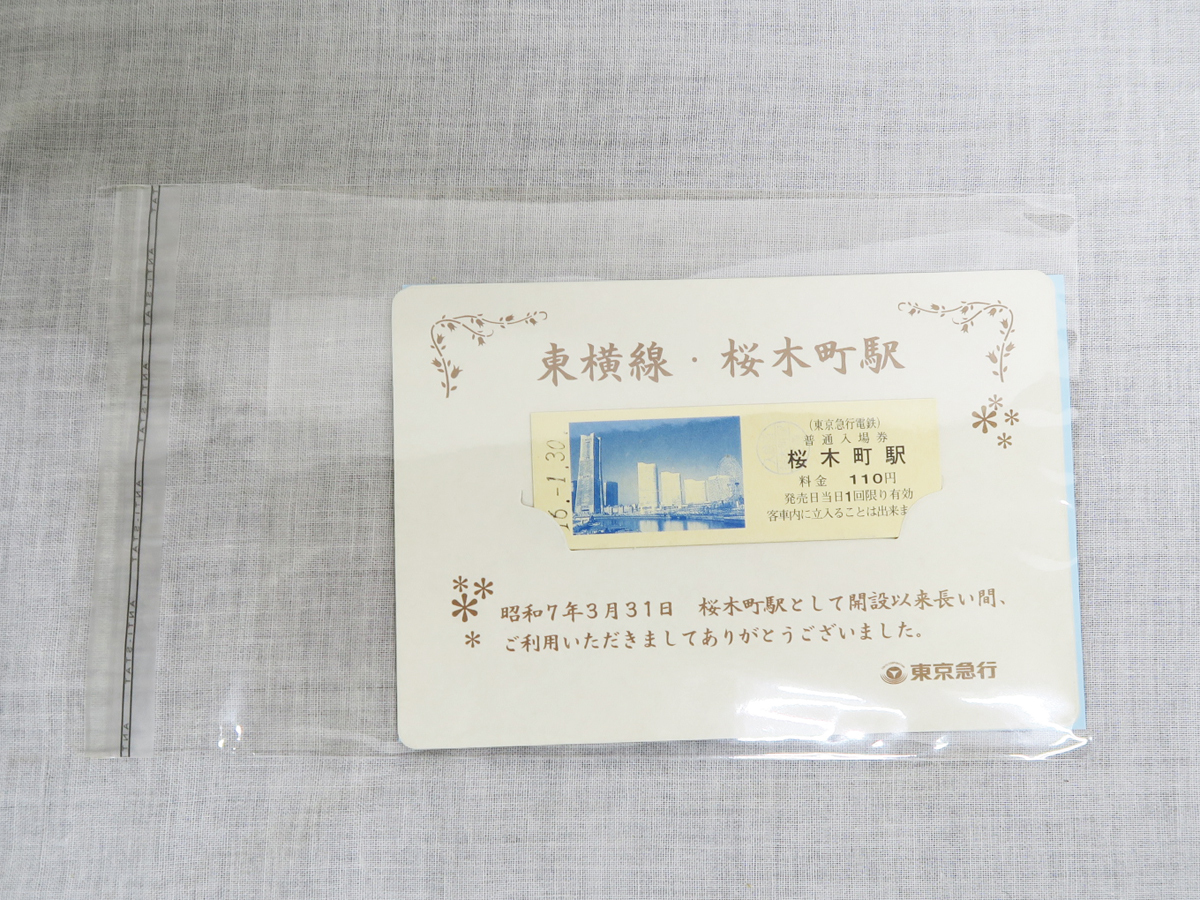 東横線・桜木町駅
16.-1.30.
(東京急行電鉄)
普通入場券
桜木町駅
料金 110円
発売日当日1回限り有効
客車内に立入ることは出来ま
昭和7年3月31日 桜木町駅として開設以来長い間、
ご利用いただきましてありがとうございました。
東京急行